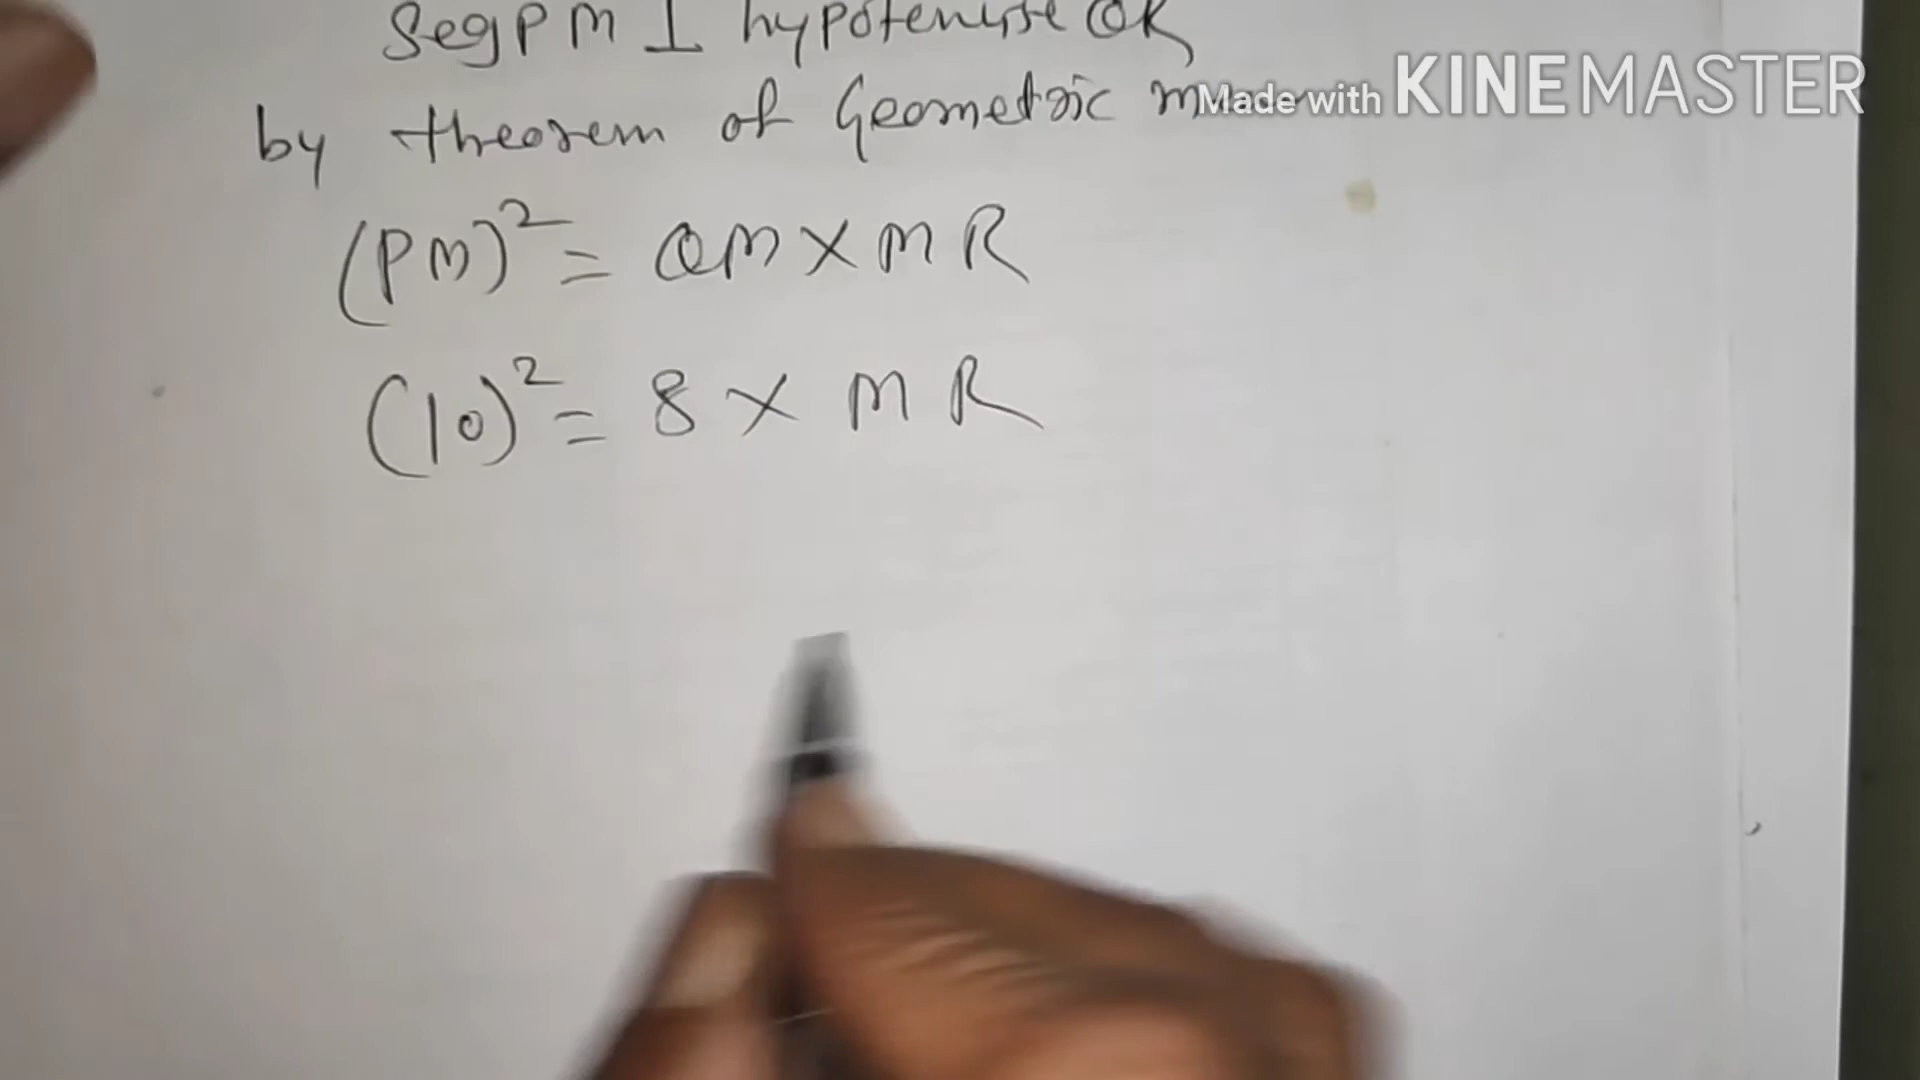 Seg PM ⊥ hypotenuse QR
by theorem of Geometric
Made with KINEMASTER
(PM)² = QM × MR
(10)² = 8 × MR